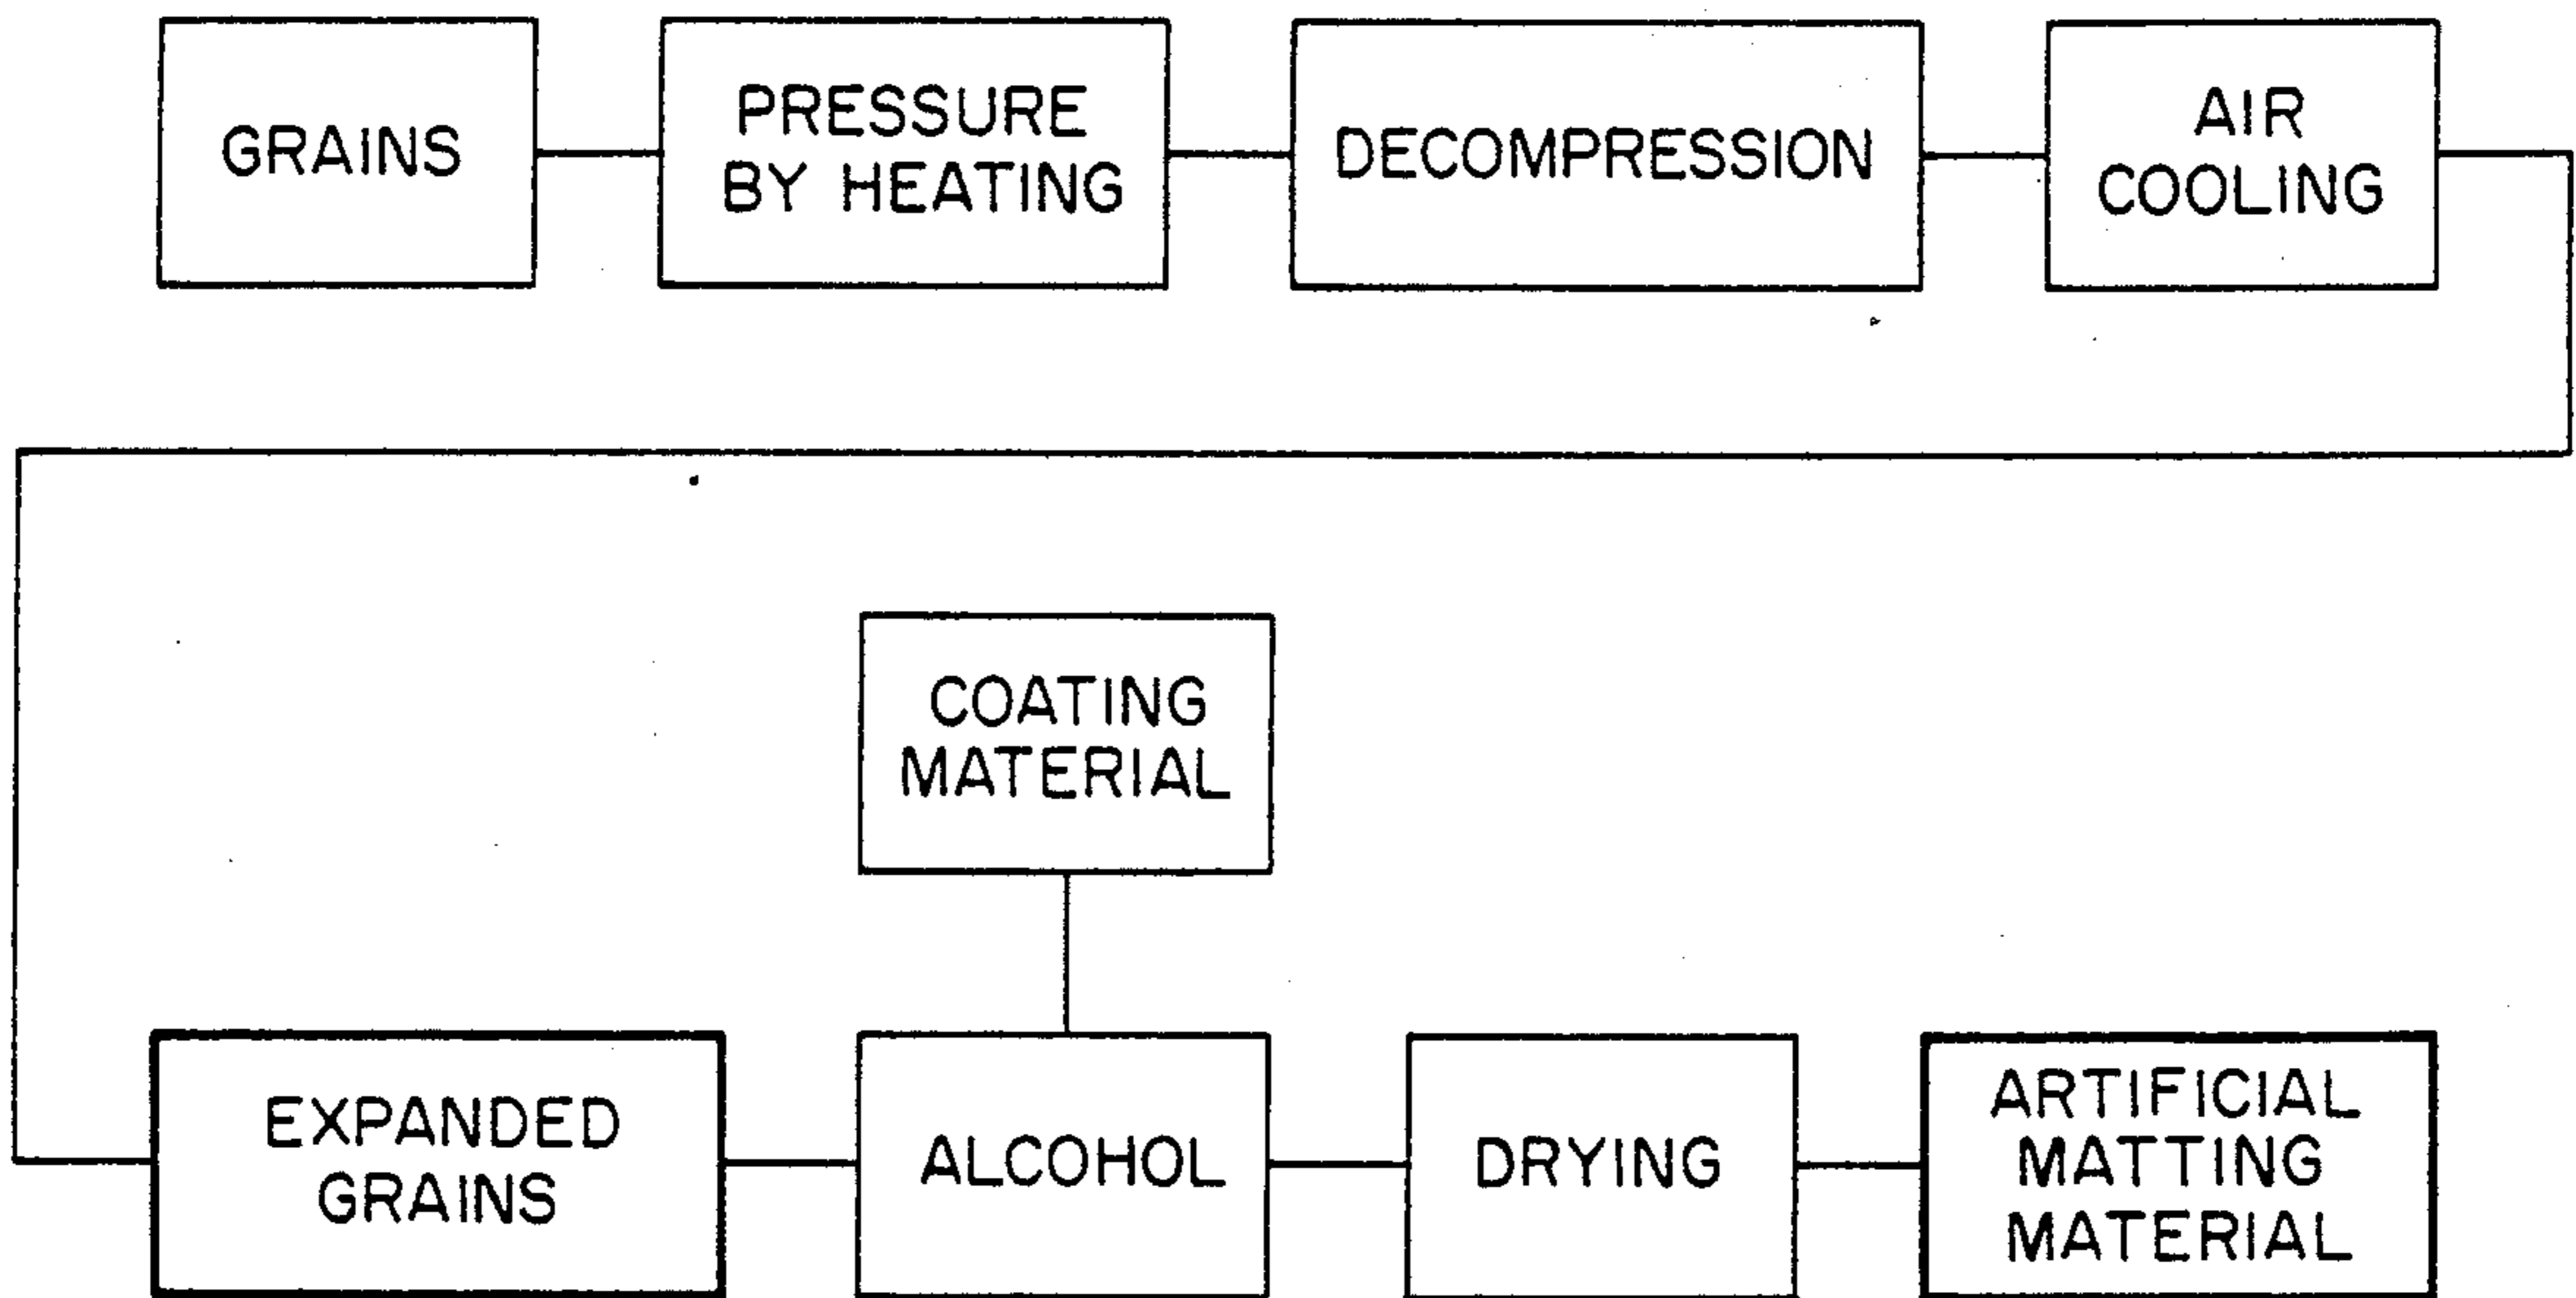 GRAINS
PRESSURE
BY HEATING
DECOMPRESSION
AIR
COOLING
COATING
MATERIAL
EXPANDED
GRAINS
ALCOHOL
DRYING
ARTIFICIAL
MATTING
MATERIAL